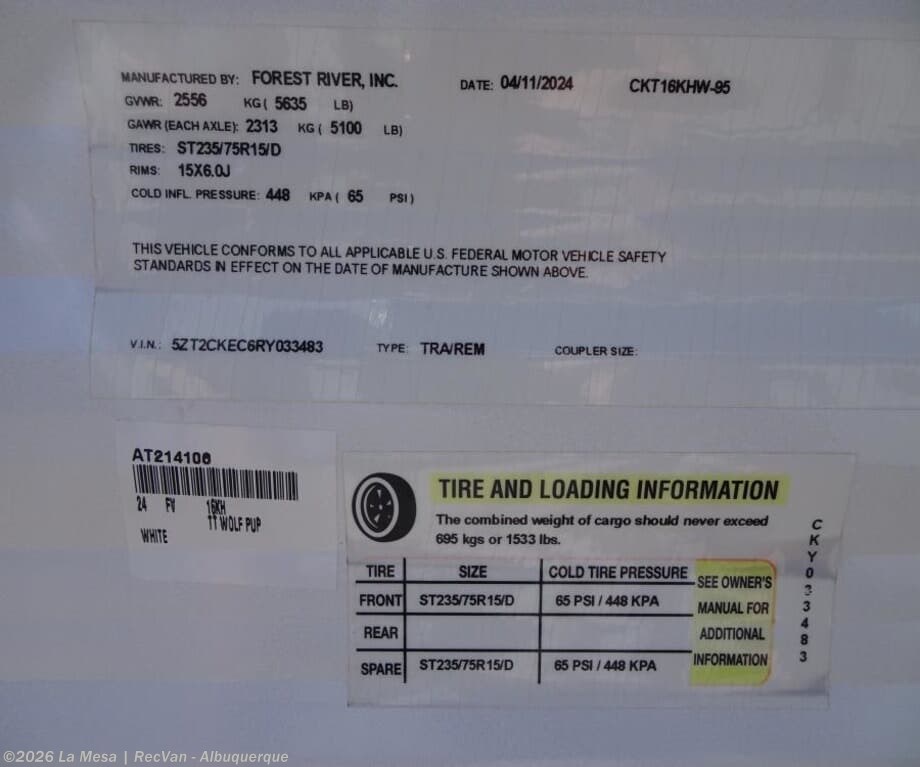 MANUFACTURED BY: FOREST RIVER, INC. DATE: 04/11/2024 CKT16KHW-95
GVWR: 2556 KG ( 5635 LB)
GAWR (EACH AXLE): 2313 KG ( 5100 LB)
TIRES: ST235/75R15/D
RIMS: 15X6.0J
COLD INFL. PRESSURE: 448 KPA ( 65 PSI )
THIS VEHICLE CONFORMS TO ALL APPLICABLE U.S. FEDERAL MOTOR VEHICLE SAFETY
STANDARDS IN EFFECT ON THE DATE OF MANUFACTURE SHOWN ABOVE.
V.I.N.: 5ZT2CKEC6RY033483 TYPE: TRA/REM COUPLER SIZE:
AT214106
24 FV 16KH
TT WOLF PUP
WHITE
TIRE AND LOADING INFORMATION
The combined weight of cargo should never exceed
695 kgs or 1533 lbs.
TIRE SIZE COLD TIRE PRESSURE
FRONT ST235/75R15/D 65 PSI / 448 KPA
REAR
SPARE ST235/75R15/D 65 PSI / 448 KPA
SEE OWNER'S
MANUAL FOR
ADDITIONAL
INFORMATION
CKY033483
©2026 La Mesa | RecVan - Albuquerque